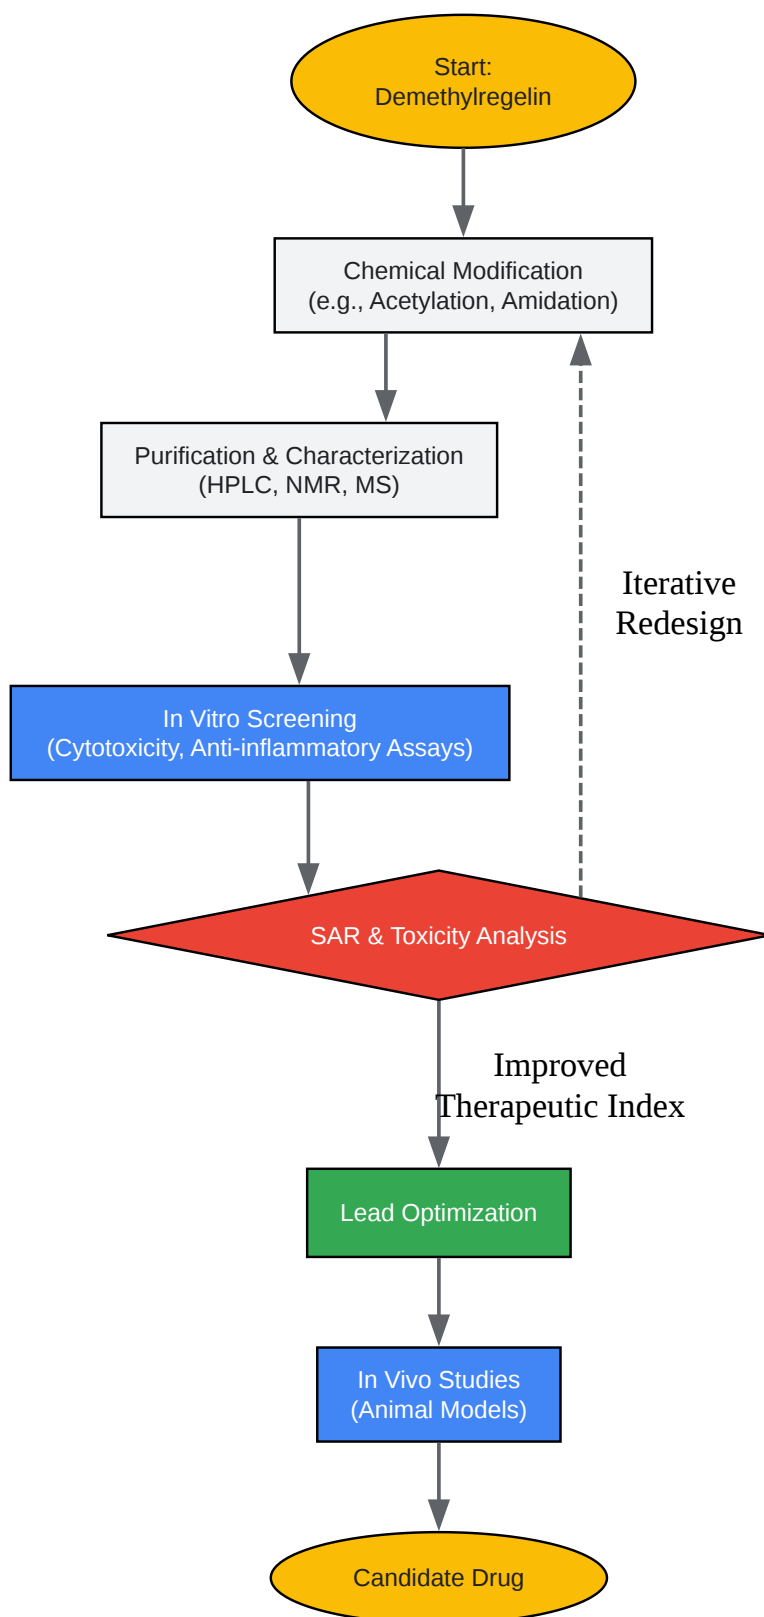 Start:
Demethylregelin
Chemical Modification
(e.g., Acetylation, Amidation)
Purification & Characterization
(HPLC, NMR, MS)
Iterative
Redesign
In Vitro Screening
(Cytotoxicity, Anti-inflammatory Assays)
SAR & Toxicity Analysis
Improved
Therapeutic Index
Lead Optimization
In Vivo Studies
(Animal Models)
Candidate Drug